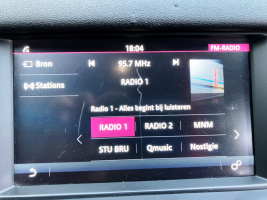 18:04
FM-RADIO
Bron
95.7 MHz
Stations
RADIO 1
Radio 1 - Alles begint bij luisteren
RADIO 1
RADIO 2
MNM
STU BRU
Qmusic
Nostigie